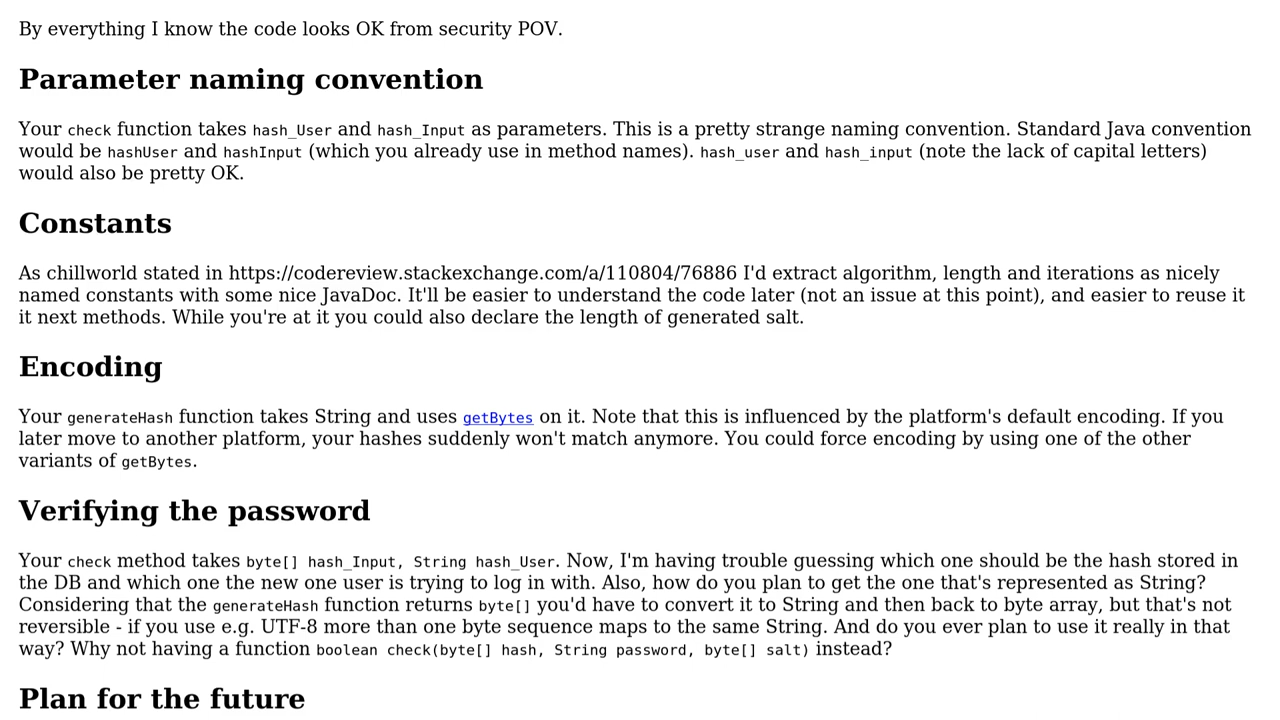 By everything I know the code looks OK from security POV.
Parameter naming convention
Your check function takes hash_User and hash_Input as parameters. This is a pretty strange naming convention. Standard Java convention
would be hashUser and hashInput (which you already use in method names). hash_user and hash_input (note the lack of capital letters)
would also be pretty OK.
Constants
As chillworld stated in https://codereview.stackexchange.com/a/110804/76886 I'd extract algorithm, length and iterations as nicely
named constants with some nice JavaDoc. It'll be easier to understand the code later (not an issue at this point), and easier to reuse it
it next methods. While you're at it you could also declare the length of generated salt.
Encoding
Your generateHash function takes String and uses getBytes on it. Note that this is influenced by the platform's default encoding. If you
later move to another platform, your hashes suddenly won't match anymore. You could force encoding by using one of the other
variants of getBytes.
Verifying the password
Your check method takes byte[] hash_Input, String hash_User. Now, I'm having trouble guessing which one should be the hash stored in
the DB and which one the new one user is trying to log in with. Also, how do you plan to get the one that's represented as String?
Considering that the generateHash function returns byte[] you'd have to convert it to String and then back to byte array, but that's not
reversible - if you use e.g. UTF-8 more than one byte sequence maps to the same String. And do you ever plan to use it really in that
way? Why not having a function boolean check(byte[] hash, String password, byte[] salt) instead?
Plan for the future